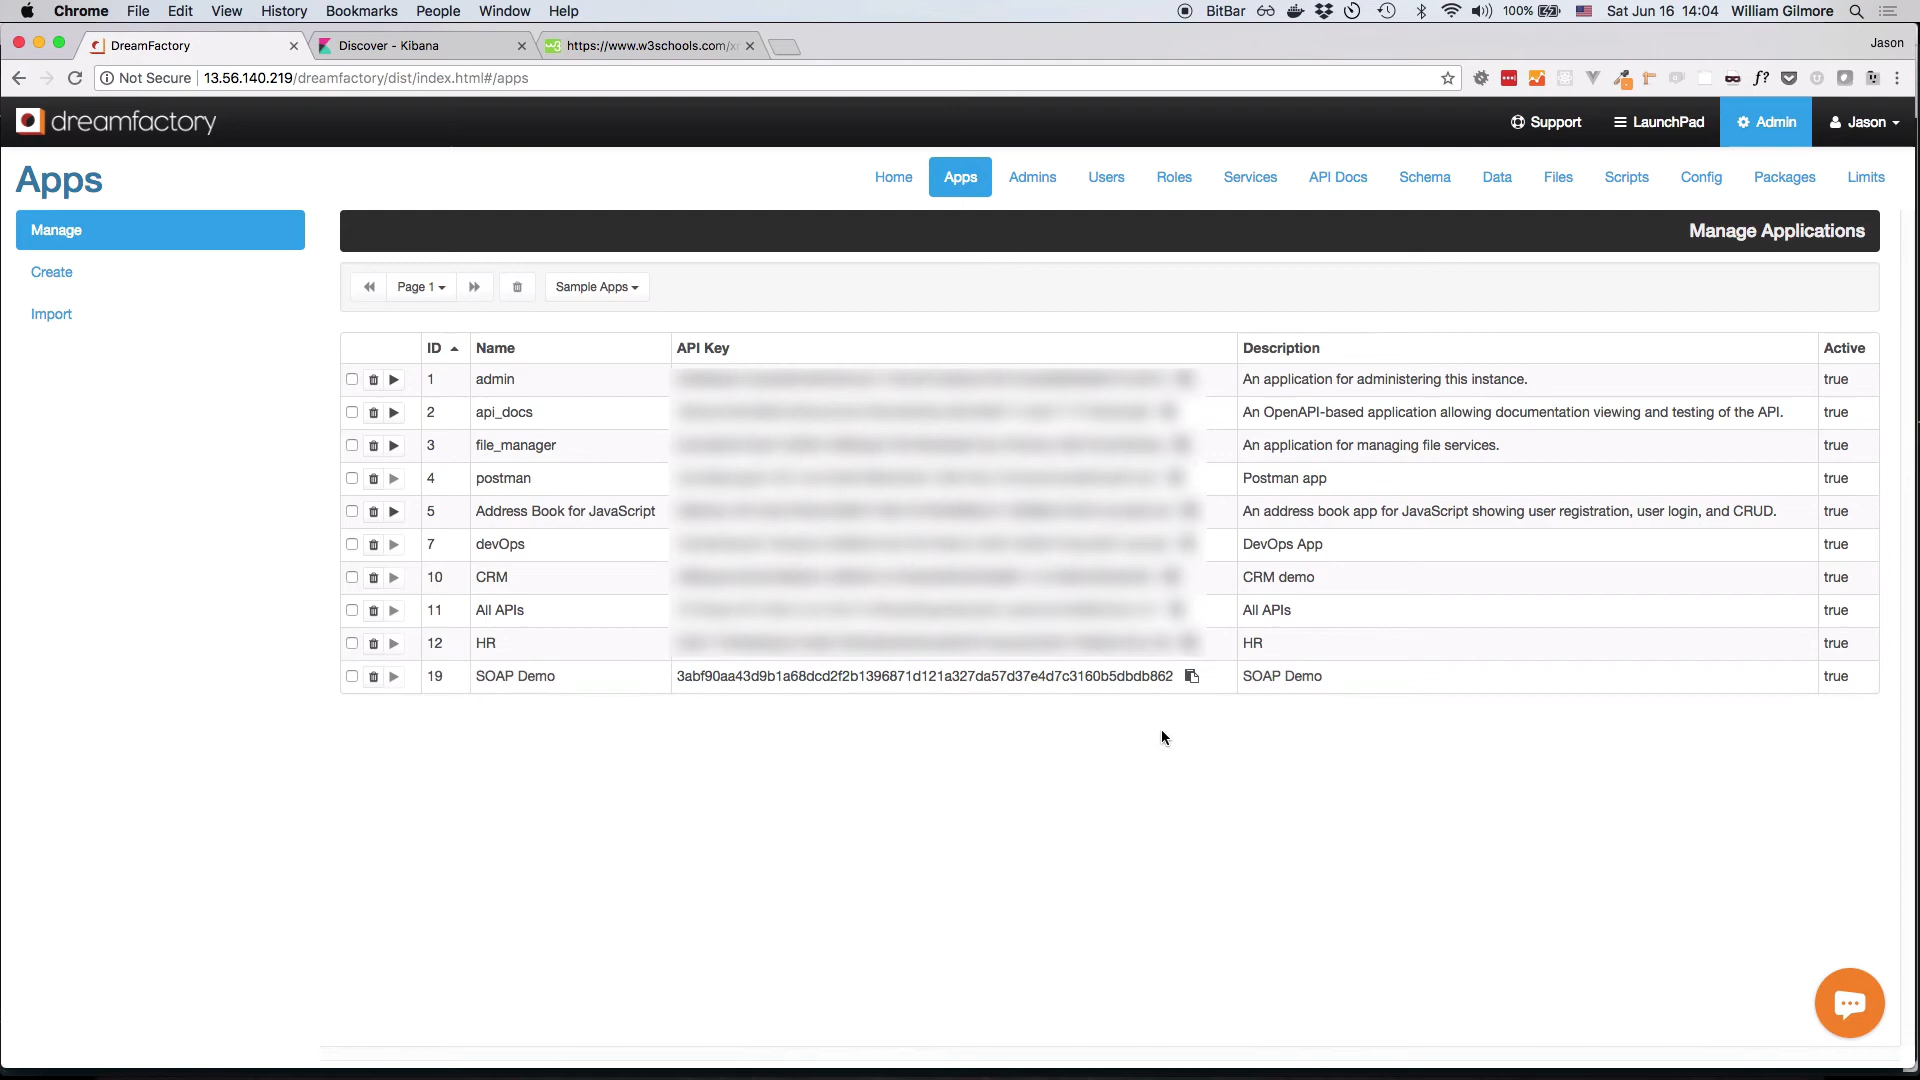 Chrome File Edit View History Bookmarks People Window Help BitBar 100% Sat Jun 16 14:04 William Gilmore
DreamFactory Discover - Kibana https://www.w3schools.com/x Jason
Not Secure 13.56.140.219/dreamfactory/dist/index.html#/apps f?
dreamfactory Support LaunchPad Admin Jason
Apps Home Apps Admins Users Roles Services API Docs Schema Data Files Scripts Config Packages Limits
Manage
Create
Import
Manage Applications
Page 1 Sample Apps
ID Name API Key Description Active
1 admin An application for administering this instance. true
2 api_docs An OpenAPI-based application allowing documentation viewing and testing of the API. true
3 file_manager An application for managing file services. true
4 postman Postman app true
5 Address Book for JavaScript An address book app for JavaScript showing user registration, user login, and CRUD. true
7 devOps DevOps App true
10 CRM CRM demo true
11 All APIs All APIs true
12 HR HR true
19 SOAP Demo 3abf90aa43d9b1a68dcd2f2b1396871d121a327da57d37e4d7c3160b5dbdb862 SOAP Demo true